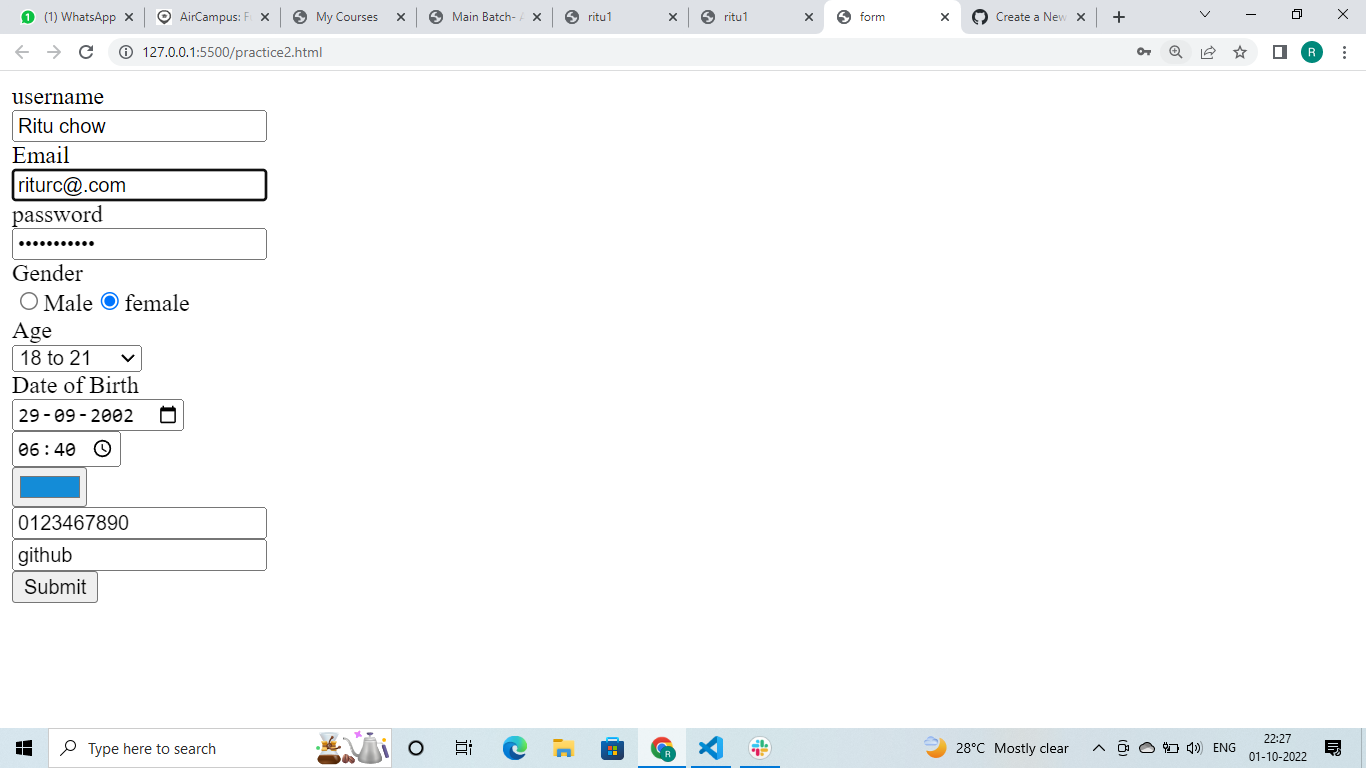 (1) WhatsApp
AirCampus: F
My Courses
Main Batch- A
ritu1
ritu1
form
Create a New
127.0.0.1:5500/practice2.html
R
username
Ritu chow
Email
riturc@.com
password
•••••••••••
Gender
Male female
Age
18 to 21
Date of Birth
29-09-2002
06:40
0123467890
github
Submit
Type here to search
28°C Mostly clear
ENG
22:27
01-10-2022